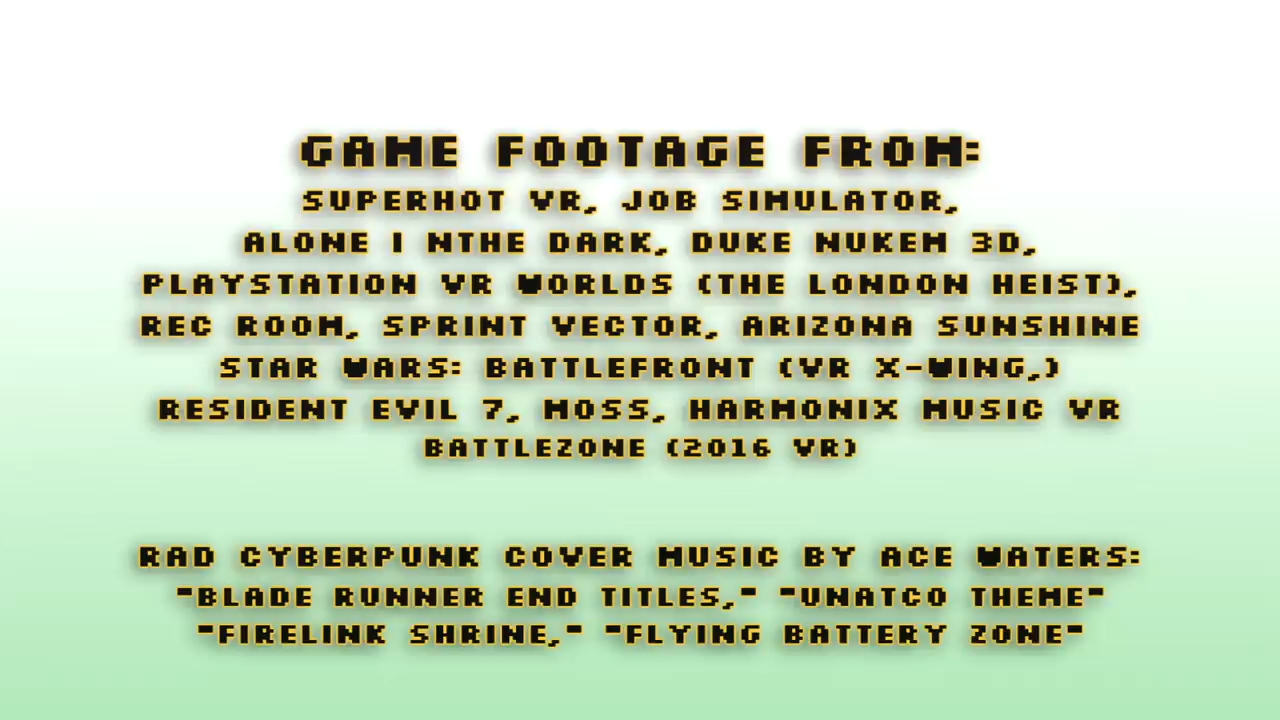 GAME FOOTAGE FROM:
SUPERHOT VR, JOB SIMULATOR,
ALONE I NTHE DARK, DUKE NUKEM 3D,
PLAYSTATION VR WORLDS (THE LONDON HEIST),
REC ROOM, SPRINT VECTOR, ARIZONA SUNSHINE
STAR WARS: BATTLEFRONT (VR X-WING,)
RESIDENT EVIL 7, MOSS, HARMONIX MUSIC VR
BATTLEZONE (2016 VR)
RAD CYBERPUNK COVER MUSIC BY ACE WATERS:
"BLADE RUNNER END TITLES," "UNATCO THEME"
"FIRELINK SHRINE," "FLYING BATTERY ZONE"